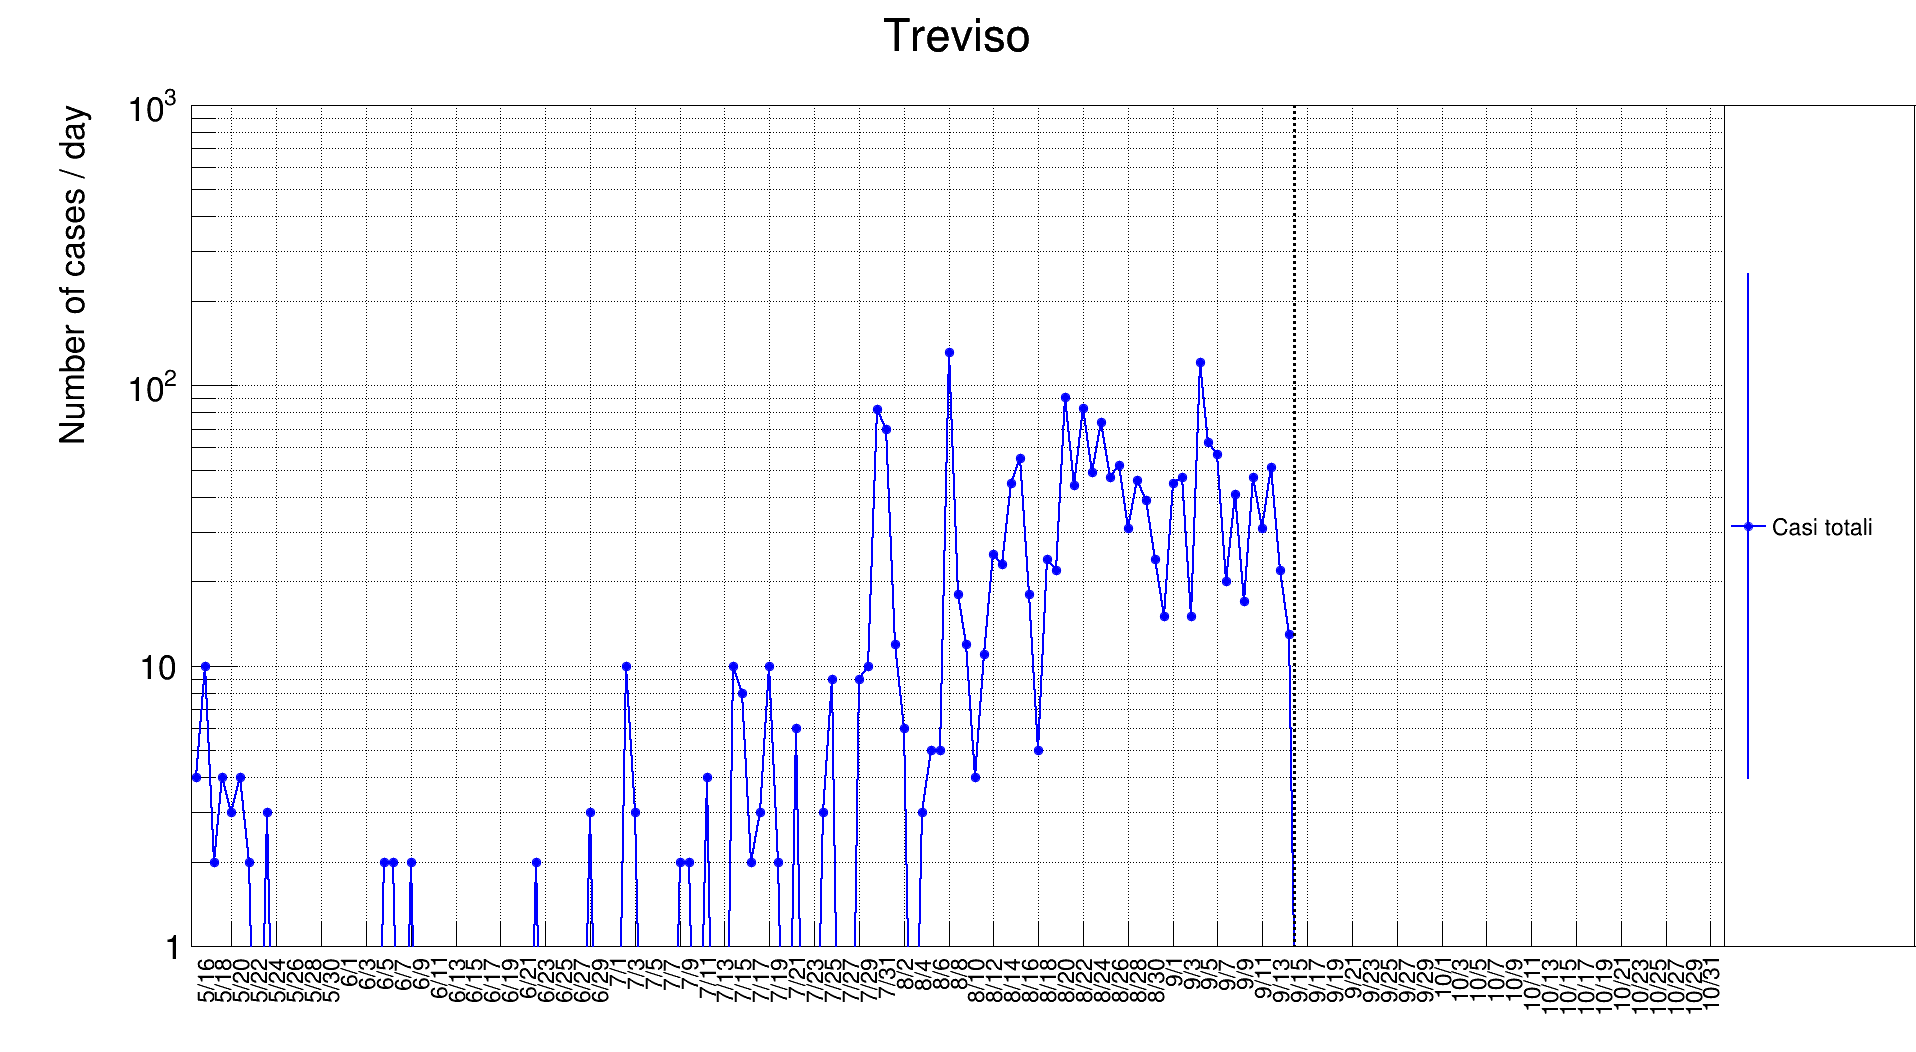 Treviso
Number of cases / day
10³
10²
10
1
5/16 5/18 5/20 5/22 5/24 5/26 5/28 5/30 6/1 6/3 6/5 6/7 6/9 6/11 6/13 6/15 6/17 6/19 6/21 6/23 6/25 6/27 6/29 7/1 7/3 7/5 7/7 7/9 7/11 7/13 7/15 7/17 7/19 7/21 7/23 7/25 7/27 7/29 7/31 8/2 8/4 8/6 8/8 8/10 8/12 8/14 8/16 8/18 8/20 8/22 8/24 8/26 8/28 8/30 9/1 9/3 9/5 9/7 9/9 9/11 9/13 9/15 9/17 9/19 9/21 9/23 9/25 9/27 9/29 10/1 10/3 10/5 10/7 10/9 10/11 10/13 10/15 10/17 10/19 10/21 10/23 10/25 10/27 10/29 10/31
Casi totali